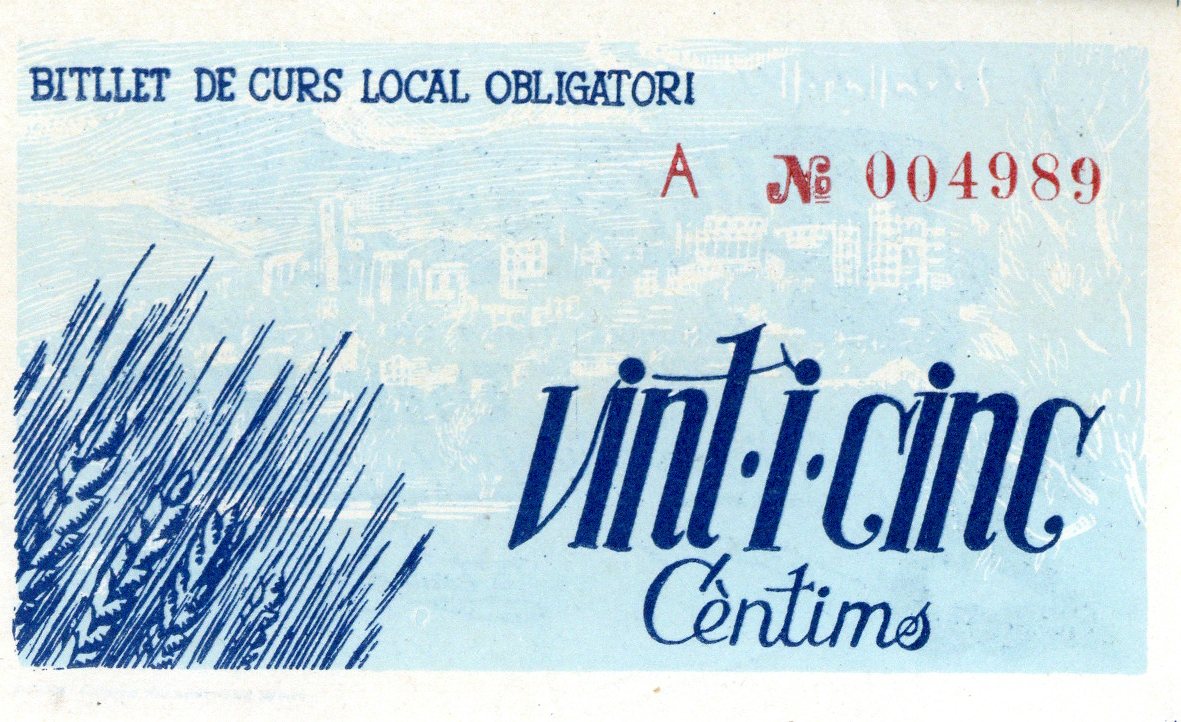 BITLLET DE CURS LOCAL OBLIGATORI
A No 004989
vint·i·cinc
Cèntims